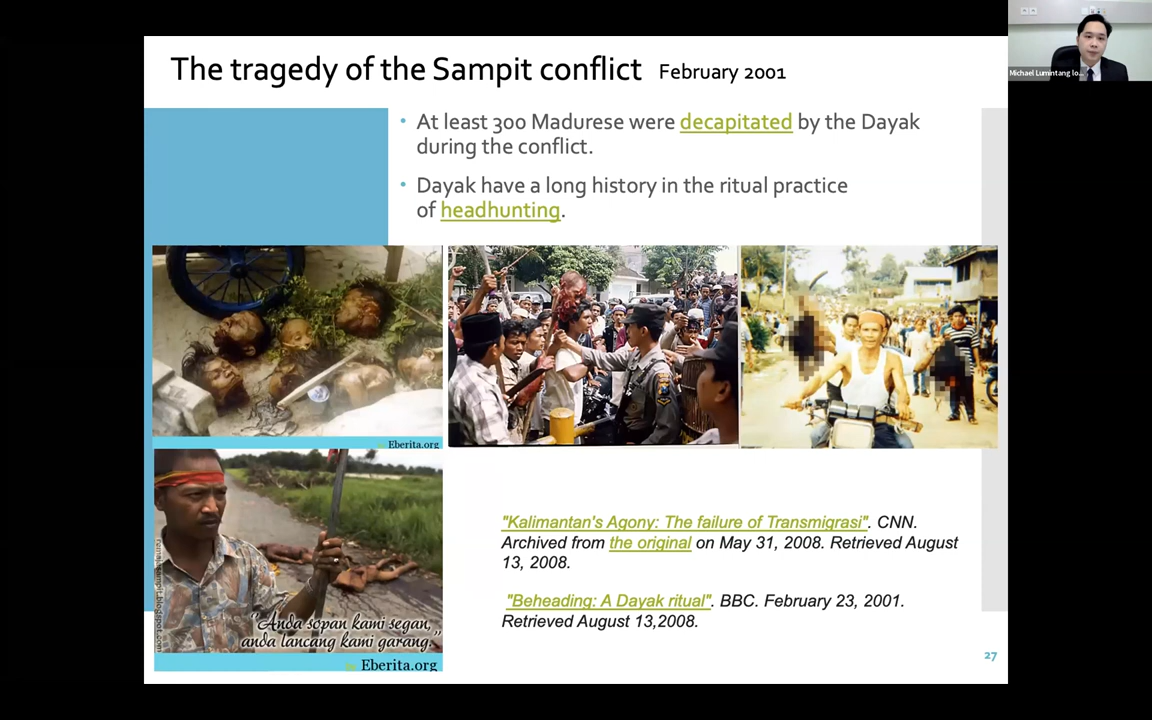 The tragedy of the Sampit conflict February 2001
Michael Lumintang lo...
• At least 300 Madurese were decapitated by the Dayak
during the conflict.
• Dayak have a long history in the ritual practice
of headhunting.
Eberita.org
"Anda sopan kami segan,
anda lancang kami garang."
Eberita.org
"Kalimantan's Agony: The failure of Transmigrasi". CNN.
Archived from the original on May 31, 2008. Retrieved August
13, 2008.
"Beheading: A Dayak ritual". BBC. February 23, 2001.
Retrieved August 13,2008.
27